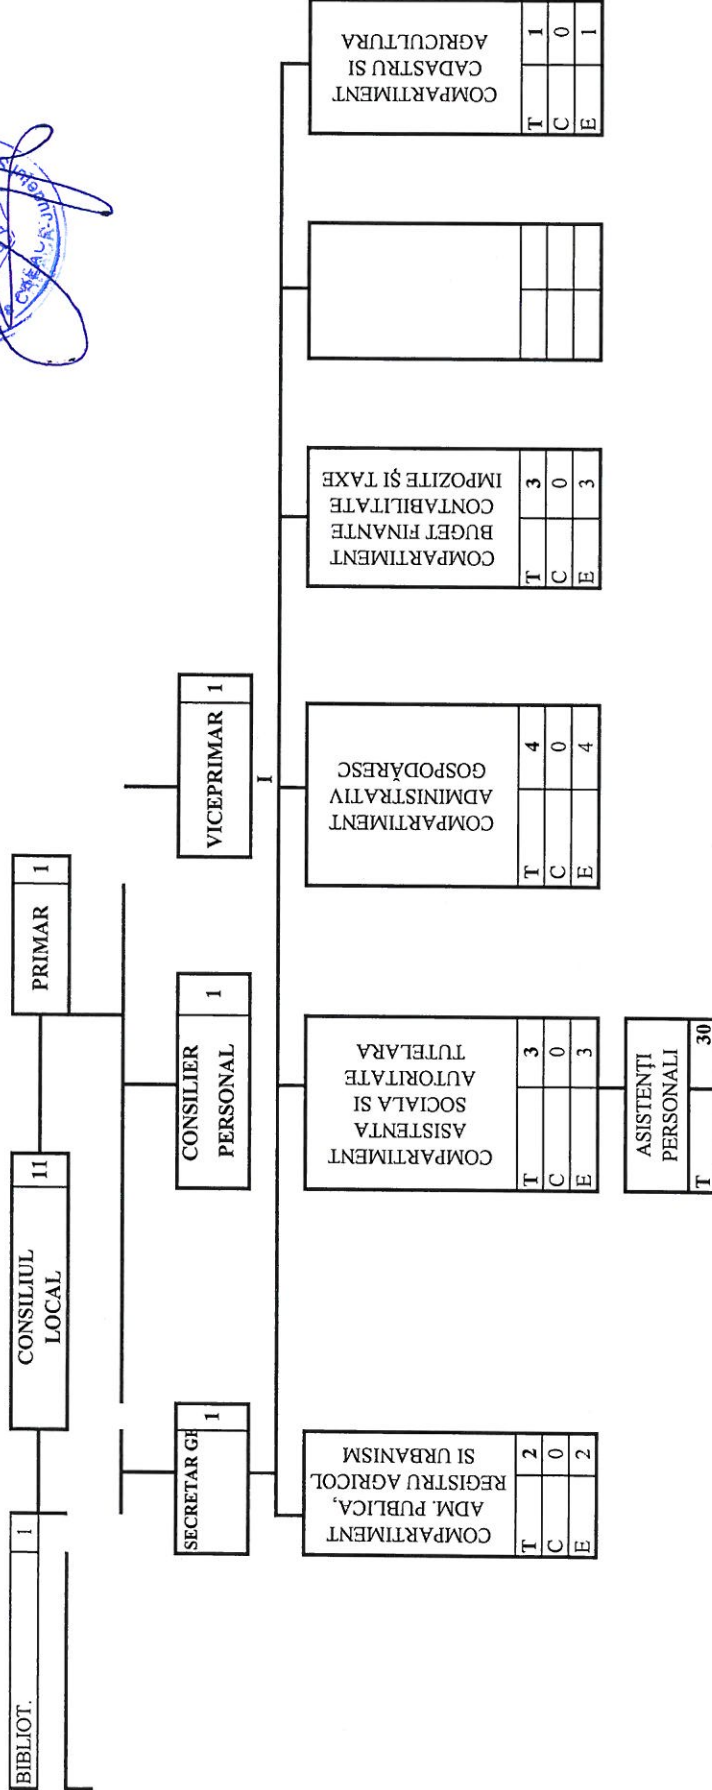 BIBLIOT. 1
CONSILIUL
LOCAL
11
PRIMAR 1
SECRETAR GE
1
CONSILIER
PERSONAL
1
VICEPRIMAR 1
I
COMPARTIMENT
ADM. PUBLICA,
REGISTRU AGRICOL
SI URBANISM
T 2
C 0
E 2
COMPARTIMENT
ASISTENTA
SOCIALA SI
AUTORITATE
TUTELARA
T 3
C 0
E 3
ASISTENȚI
PERSONALI
T 30
COMPARTIMENT
ADMINISTRATIV
GOSPODĂRESC
T 4
C 0
E 4
COMPARTIMENT
BUGET FINANTE
CONTABILITATE
IMPOZITE ȘI TAXE
T 3
C 0
E 3
COMPARTIMENT
CADASTRU SI
AGRICULTURA
T 1
C 0
E 1